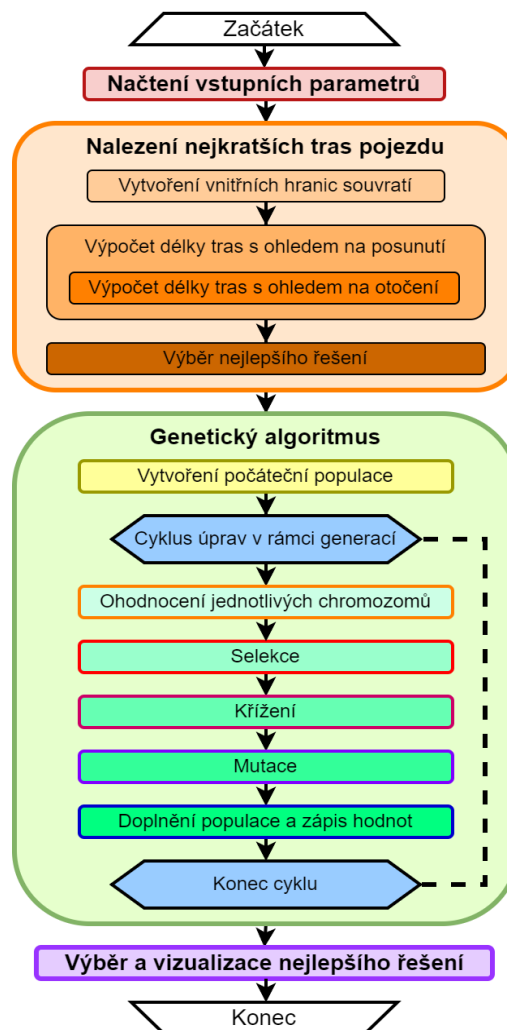 Začátek
Načtení vstupních parametrů
Nalezení nejkratších tras pojezdu
Vytvoření vnitřních hranic souvratí
Výpočet délky tras s ohledem na posunutí
Výpočet délky tras s ohledem na otočení
Výběr nejlepšího řešení
Genetický algoritmus
Vytvoření počáteční populace
Cyklus úprav v rámci generací
Ohodnocení jednotlivých chromozomů
Selekce
Křížení
Mutace
Doplnění populace a zápis hodnot
Konec cyklu
Výběr a vizualizace nejlepšího řešení
Konec